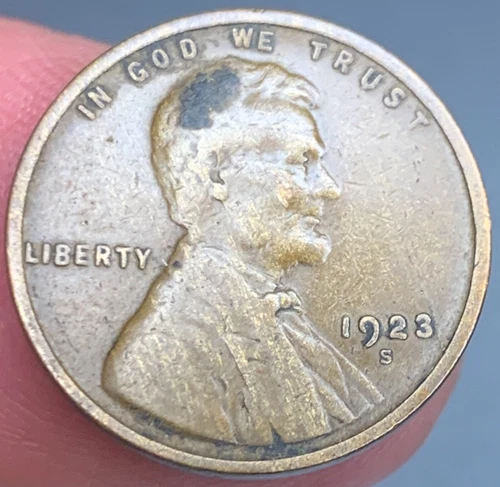 IN GOD WE TRUST
LIBERTY
1923
S